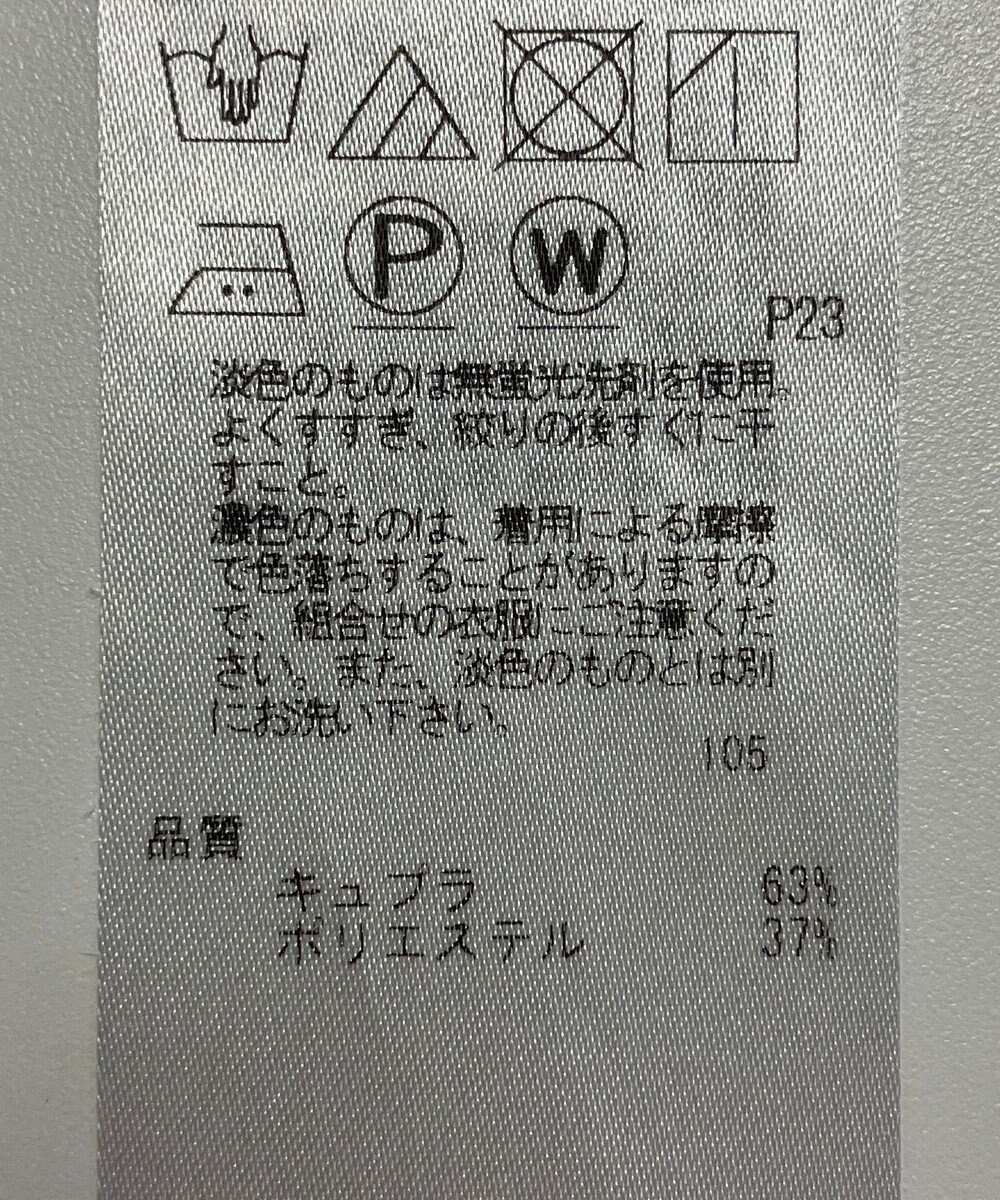 P W
P23
淡色のものは無蛍光洗剤を使用。
よくすすぎ、絞りの後すぐに干
すこと。
濃色のものは、着用による摩擦
で色落ちすることがありますの
で、組合せの衣服にご注意くだ
さい。また、淡色のものとは別
にお洗い下さい。
105
品質
キュプラ 63%
ポリエステル 37%